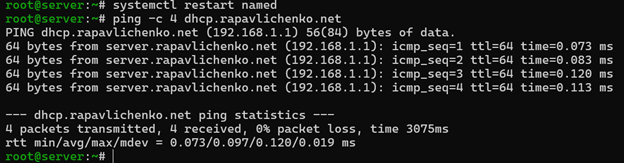 root@server:~# systemctl restart named
root@server:~# ping -c 4 dhcp.rapavlichenko.net
PING dhcp.rapavlichenko.net (192.168.1.1) 56(84) bytes of data.
64 bytes from server.rapavlichenko.net (192.168.1.1): icmp_seq=1 ttl=64 time=0.073 ms
64 bytes from server.rapavlichenko.net (192.168.1.1): icmp_seq=2 ttl=64 time=0.083 ms
64 bytes from server.rapavlichenko.net (192.168.1.1): icmp_seq=3 ttl=64 time=0.120 ms
64 bytes from server.rapavlichenko.net (192.168.1.1): icmp_seq=4 ttl=64 time=0.113 ms
--- dhcp.rapavlichenko.net ping statistics ---
4 packets transmitted, 4 received, 0% packet loss, time 3075ms
rtt min/avg/max/mdev = 0.073/0.097/0.120/0.019 ms
root@server:~#